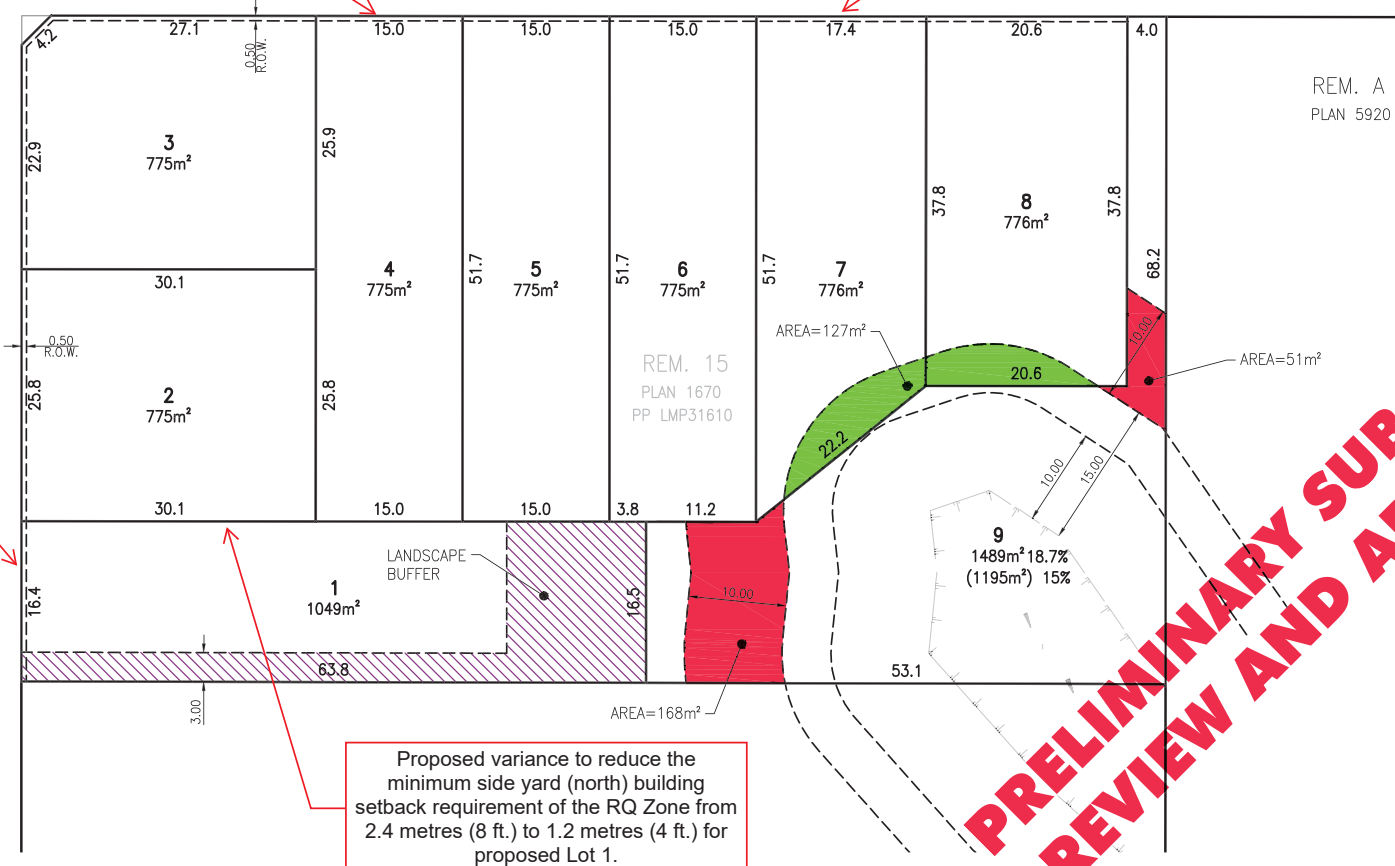 4.2
27.1
15.0
15.0
15.0
17.4
20.6
4.0
0.50
R.O.W.
REM. A
PLAN 5920
3
775m²
22.9
25.9
8
776m²
37.8
37.8
68.2
4
775m²
51.7
5
775m²
51.7
6
775m²
51.7
7
776m²
30.1
AREA=127m²
10.00
AREA=51m²
0.50
R.O.W.
REM. 15
PLAN 1670
PP LMP31610
20.6
2
775m²
25.8
25.8
22.2
30.1
15.0
15.0
3.8
11.2
10.00
15.00
LANDSCAPE
BUFFER
9
1489m² 18.7%
(1195m²) 15%
1
1049m²
16.4
16.5
10.00
63.8
53.1
3.00
AREA=168m²
Proposed variance to reduce the
minimum side yard (north) building
setback requirement of the RQ Zone from
2.4 metres (8 ft.) to 1.2 metres (4 ft.) for
proposed Lot 1.
PRELIMINARY SUB
REVIEW AND A